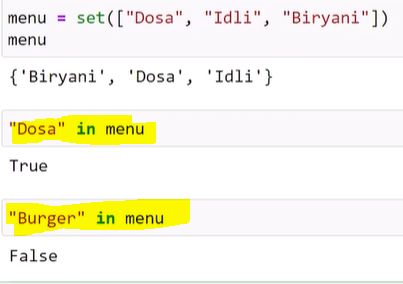 menu = set(["Dosa", "Idli", "Biryani"])
menu
{'Biryani', 'Dosa', 'Idli'}
"Dosa" in menu
True
"Burger" in menu
False